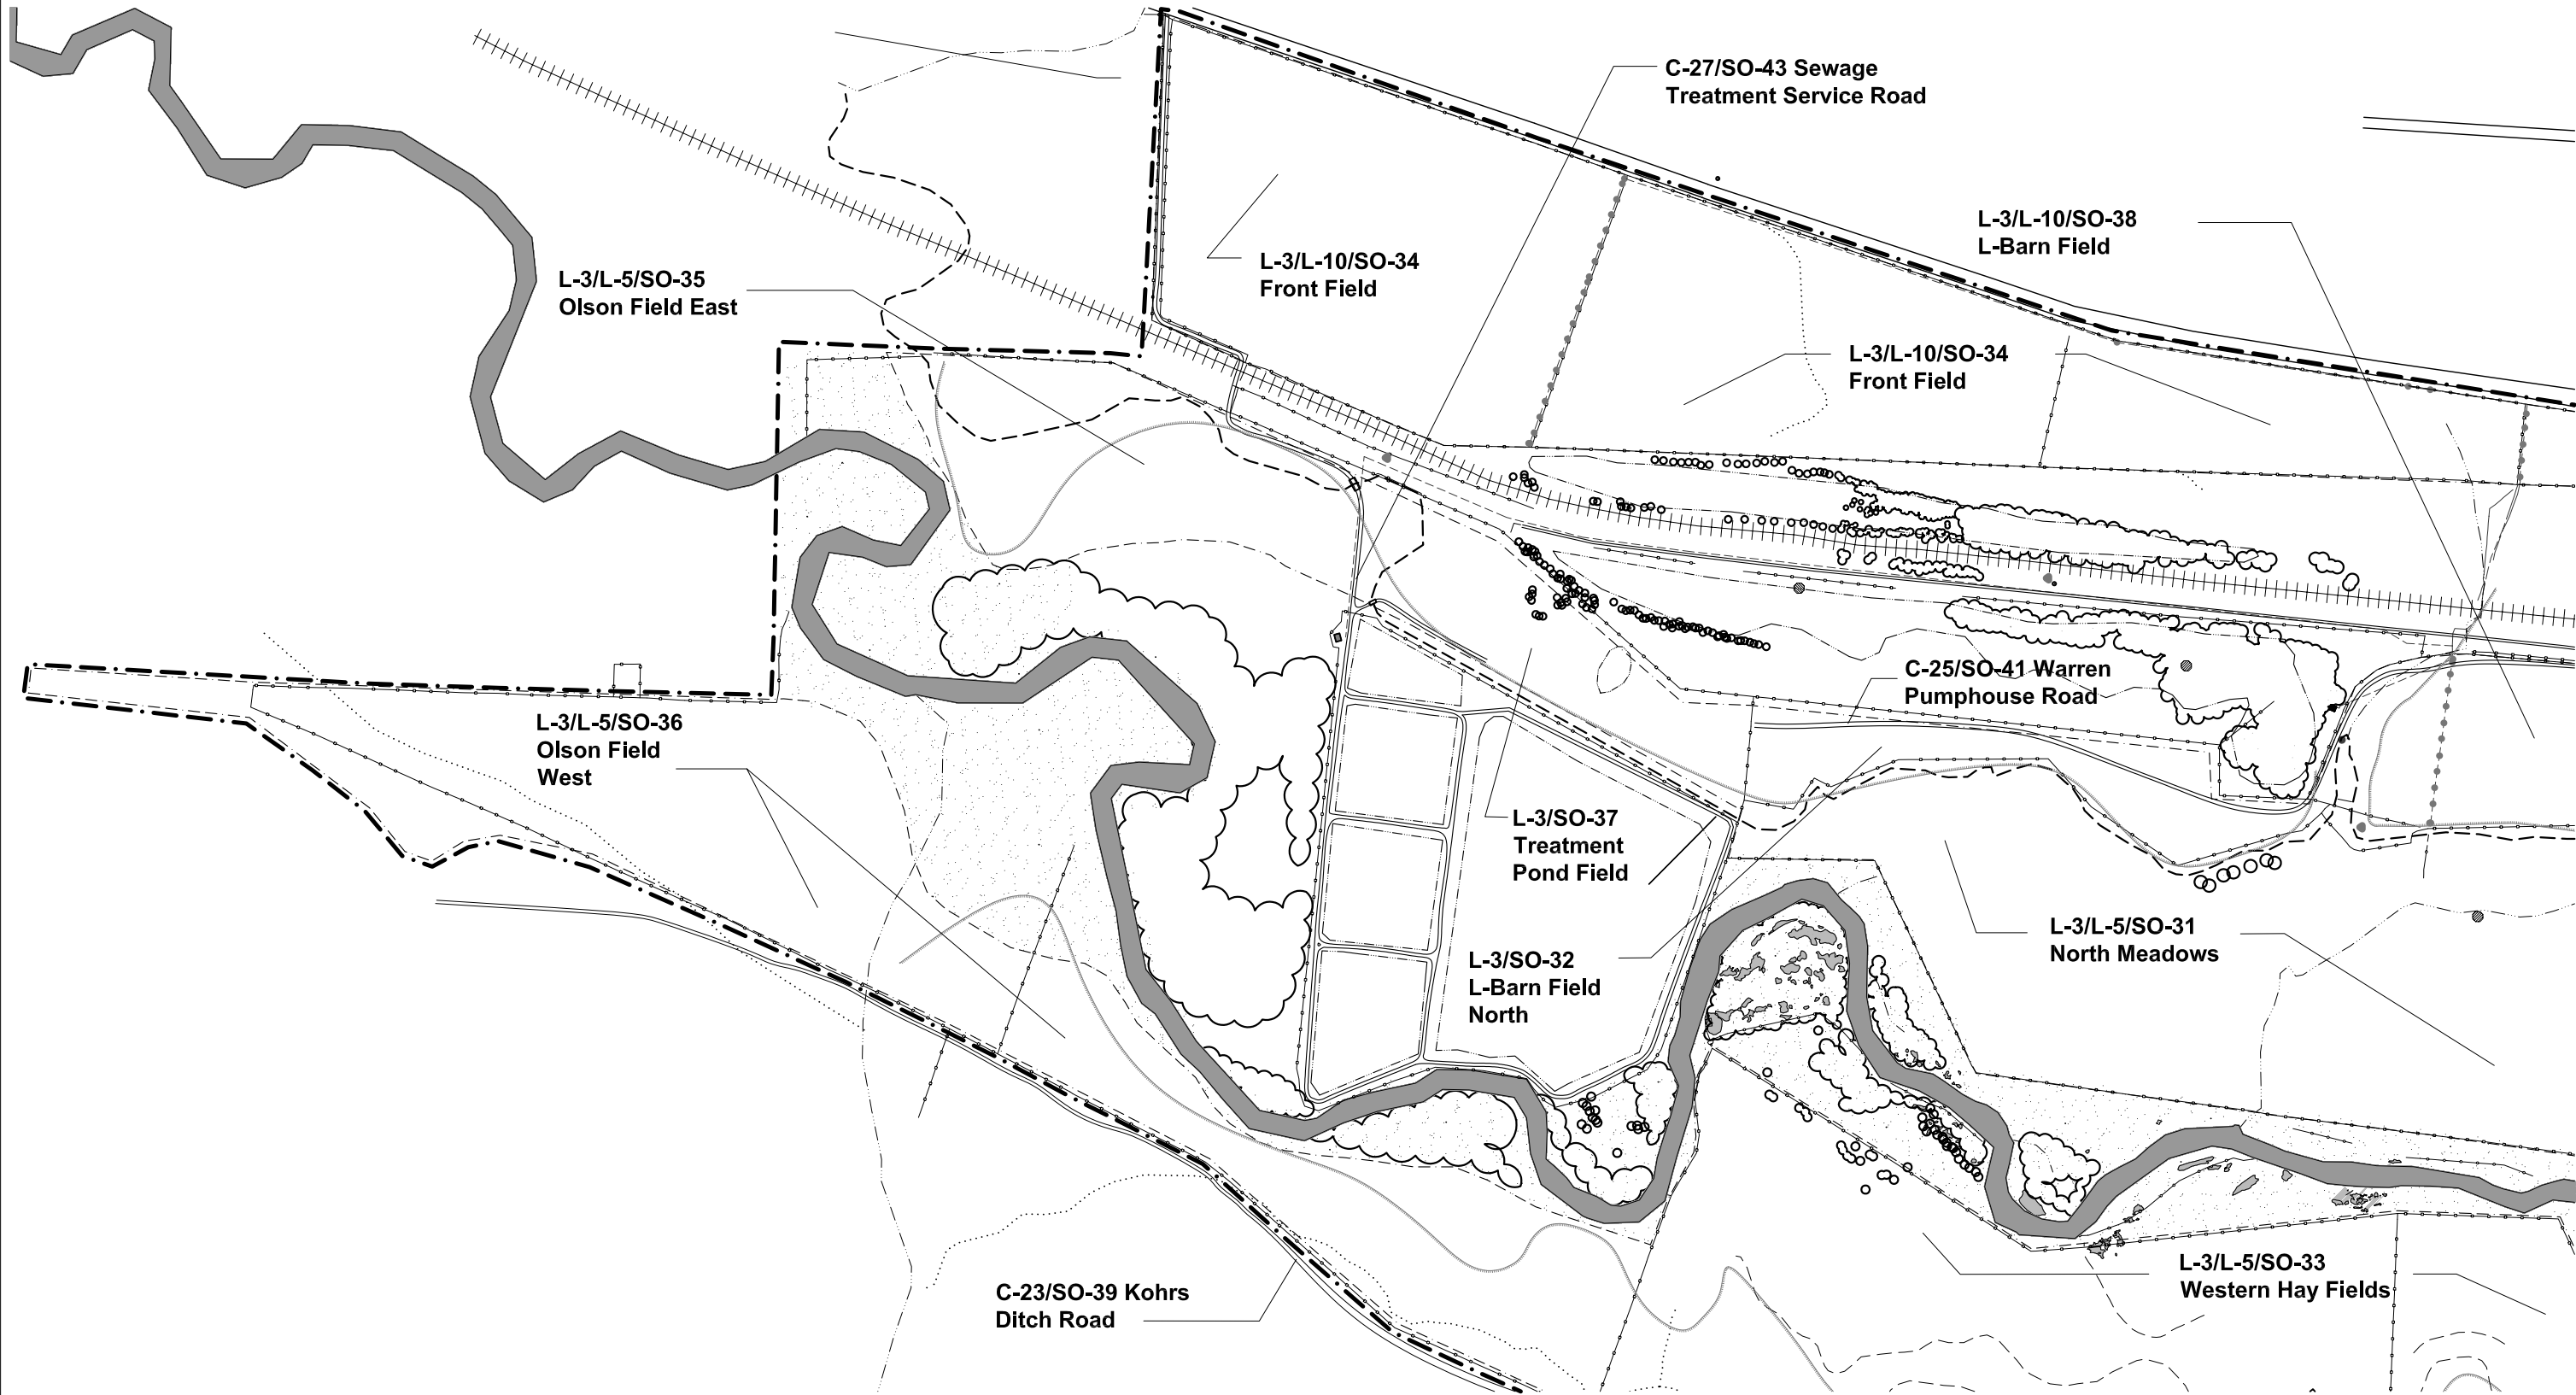 C-27/SO-43 Sewage
Treatment Service Road
L-3/L-10/SO-38
L-Barn Field
L-3/L-10/SO-34
Front Field
L-3/L-5/SO-35
Olson Field East
L-3/L-10/SO-34
Front Field
C-25/SO-41 Warren
Pumphouse Road
L-3/L-5/SO-36
Olson Field
West
L-3/SO-37
Treatment
Pond Field
L-3/L-5/SO-31
North Meadows
L-3/SO-32
L-Barn Field
North
L-3/L-5/SO-33
Western Hay Fields
C-23/SO-39 Kohrs
Ditch Road